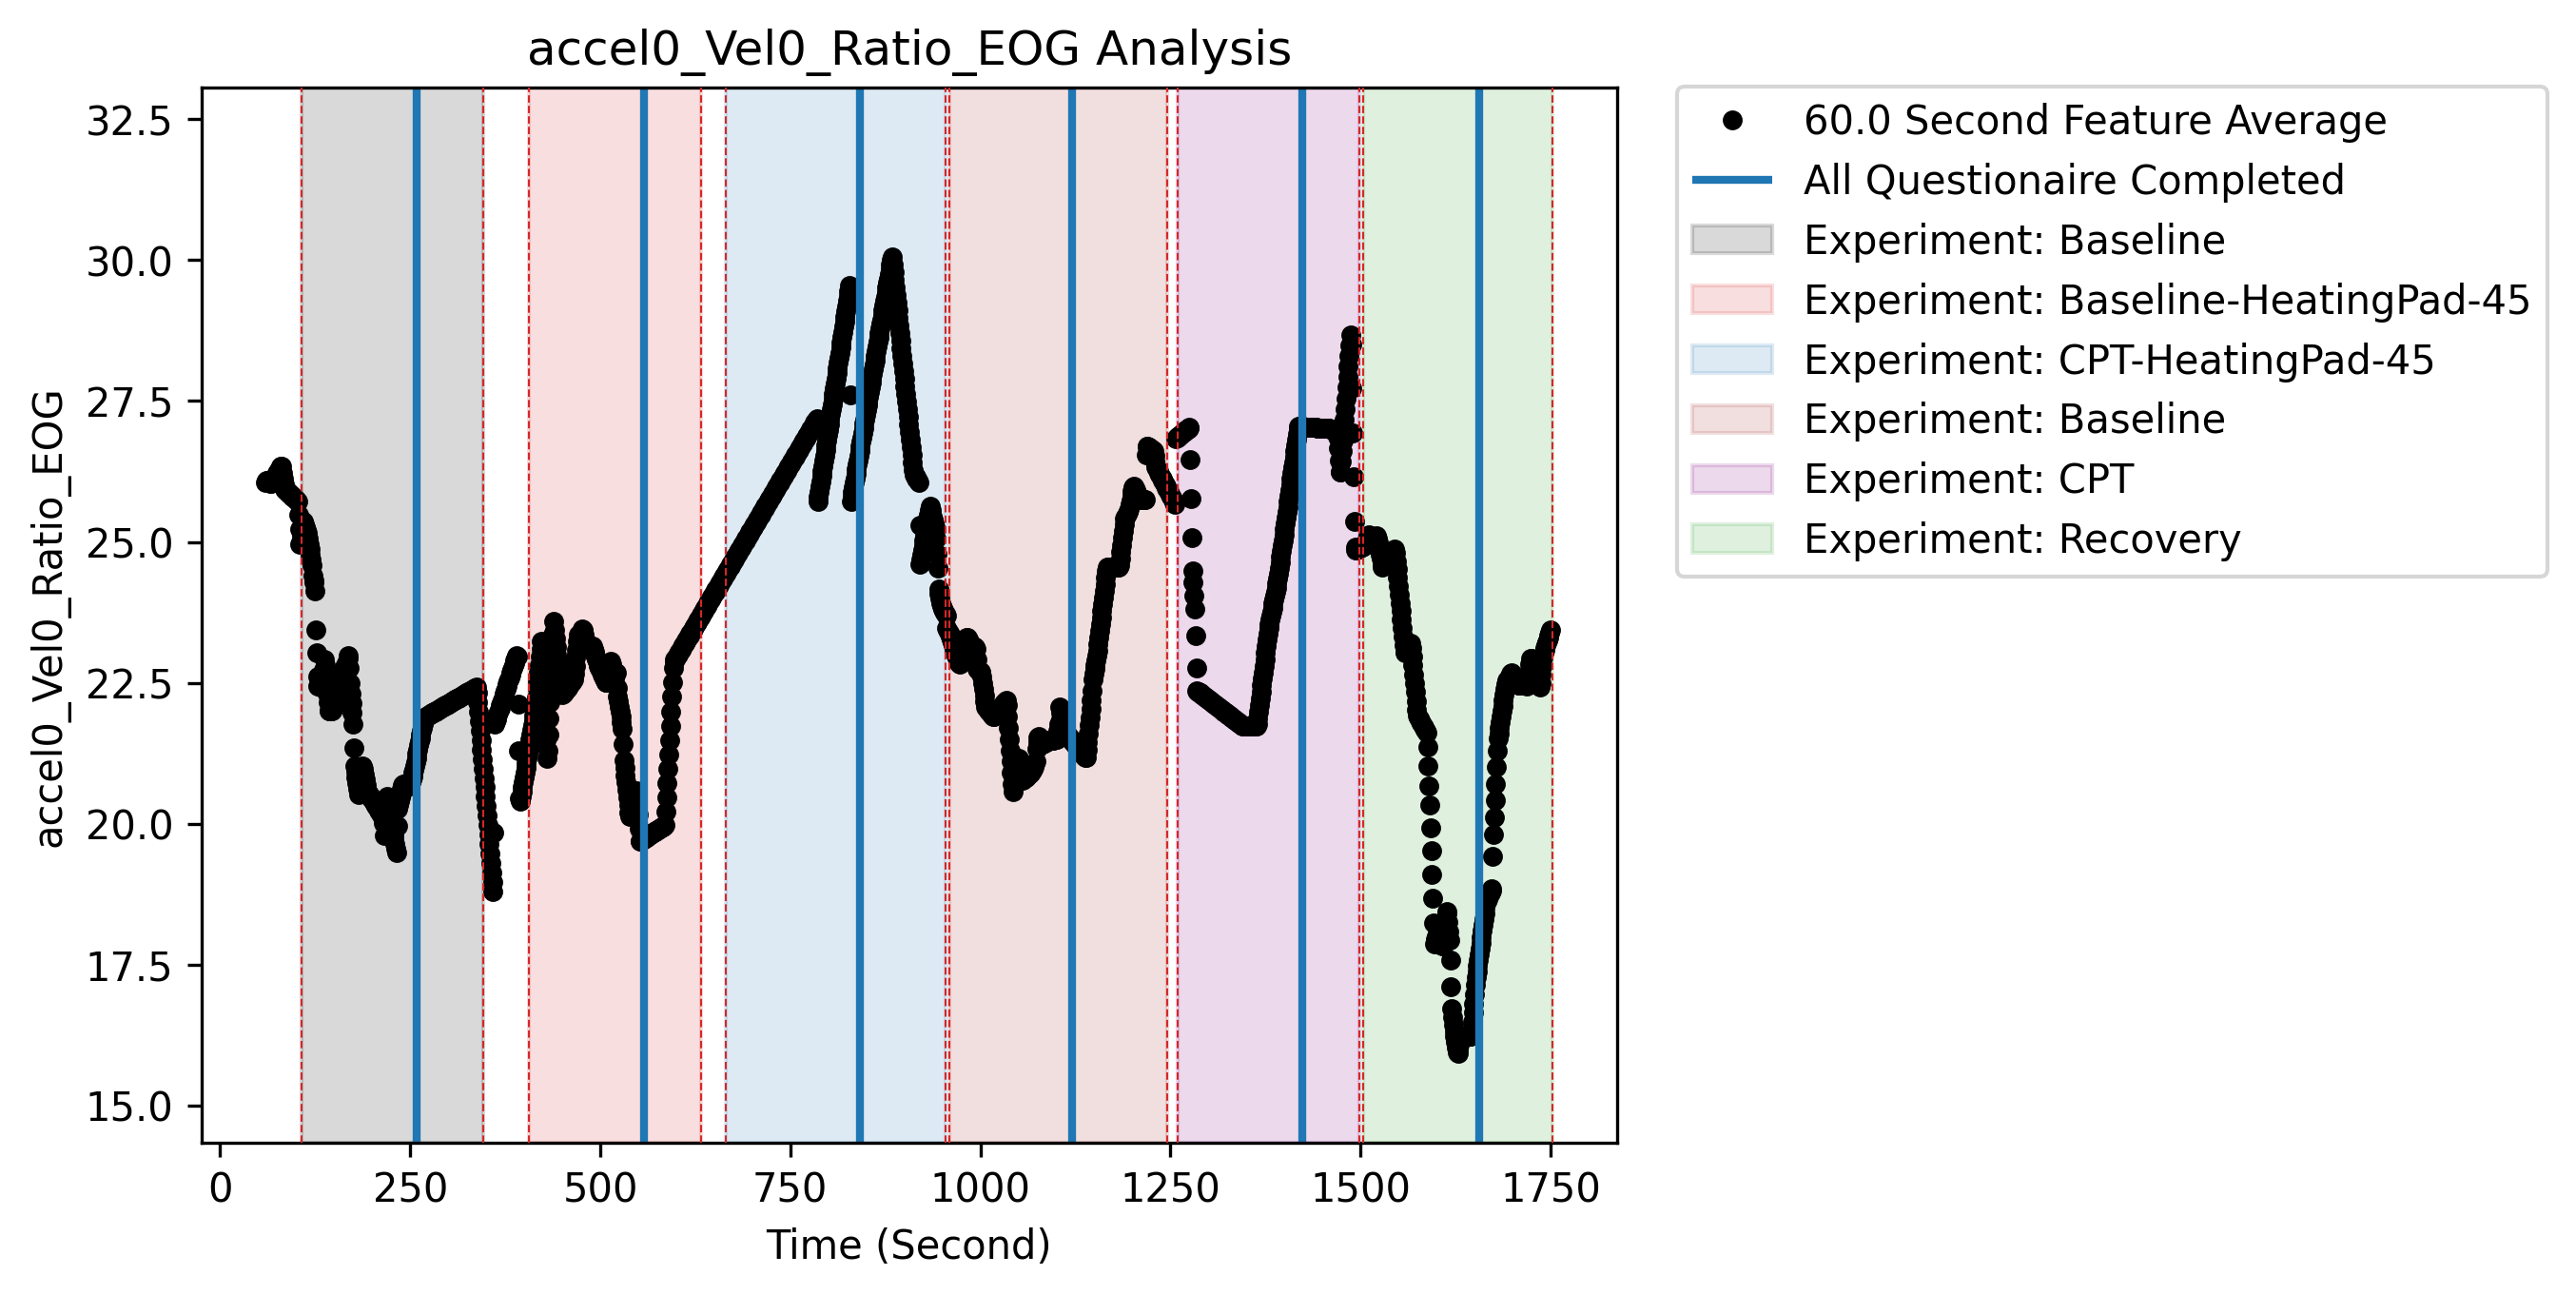 accel0_Vel0_Ratio_EOG Analysis
accel0_Vel0_Ratio_EOG
32.5
30.0
27.5
25.0
22.5
20.0
17.5
15.0
0 250 500 750 1000 1250 1500 1750
Time (Second)
60.0 Second Feature Average
All Questionaire Completed
Experiment: Baseline
Experiment: Baseline-HeatingPad-45
Experiment: CPT-HeatingPad-45
Experiment: Baseline
Experiment: CPT
Experiment: Recovery